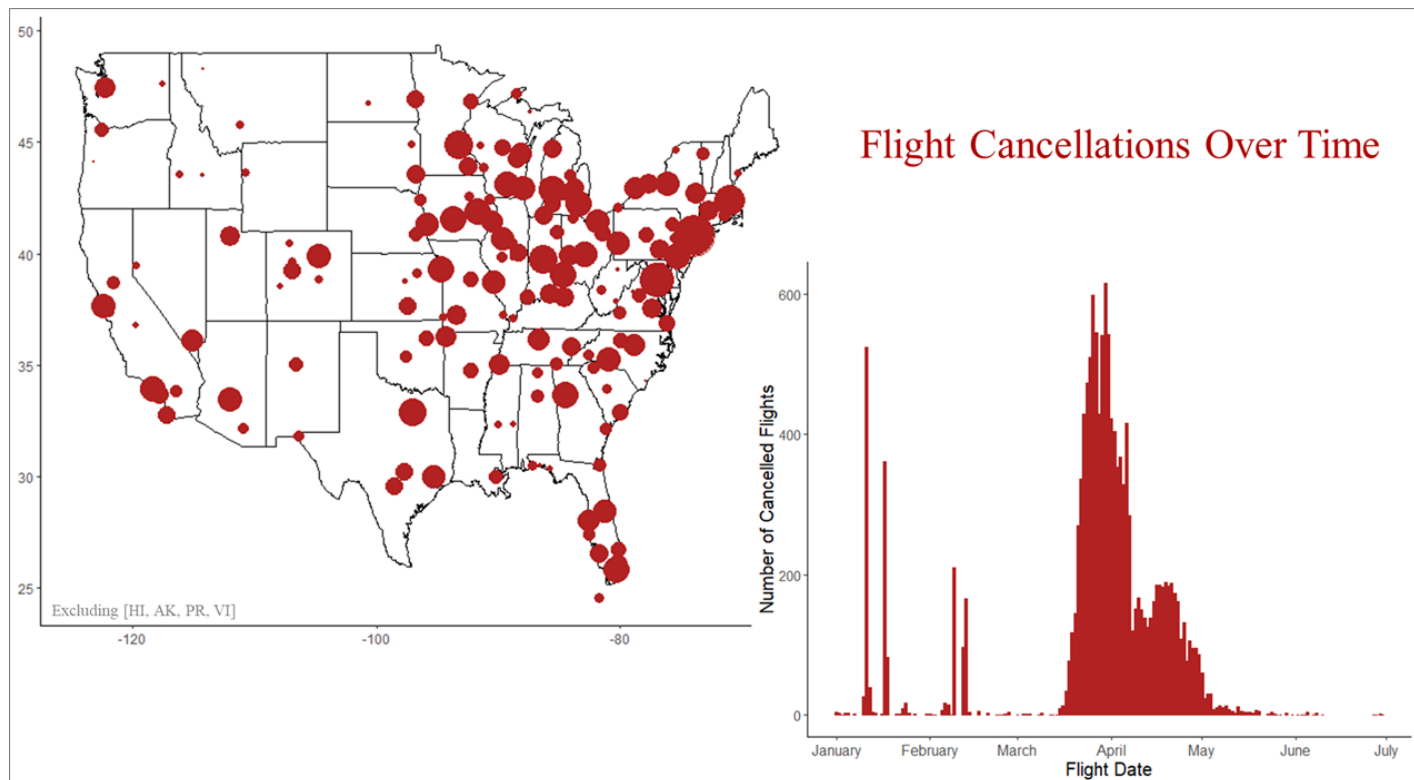 50
45
40
35
30
25
Excluding [HI, AK, PR, VI]
-120
-100
-80
Flight Cancellations Over Time
Number of Cancelled Flights
600
400
200
0
January
February
March
April
May
June
July
Flight Date